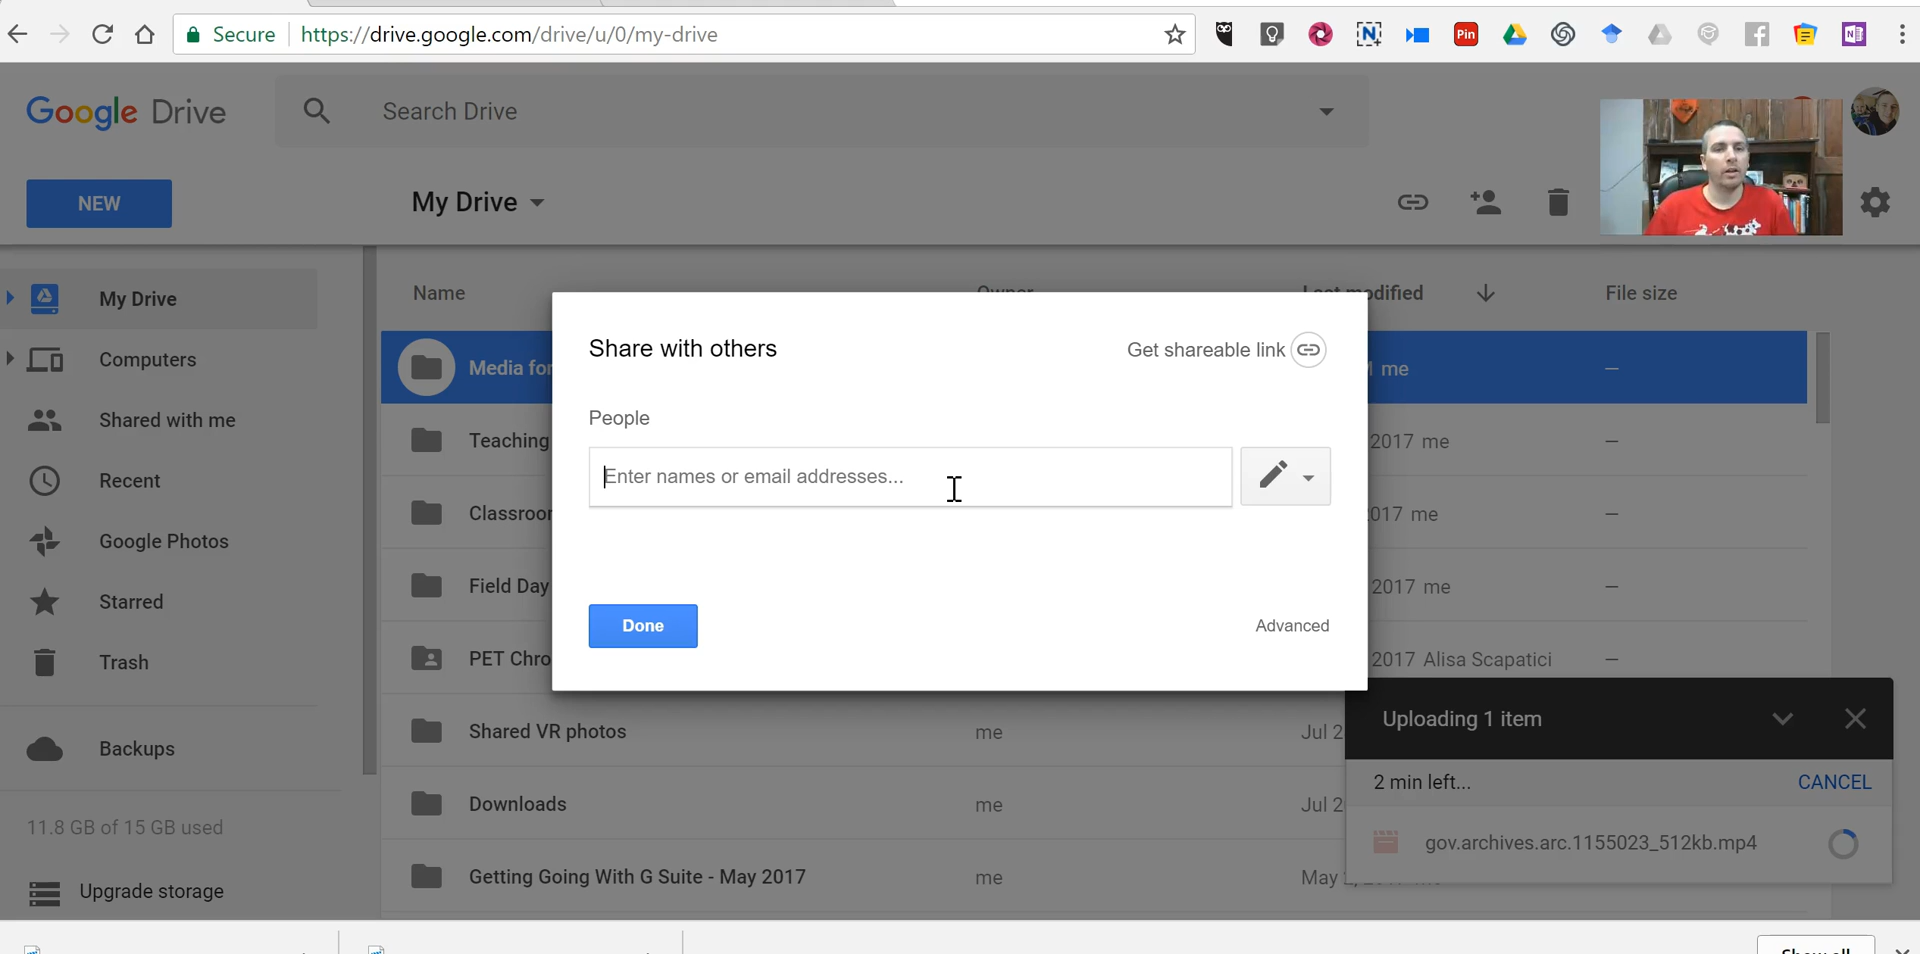 Secure https://drive.google.com/drive/u/0/my-drive
Pin
N
Google Drive
Search Drive
NEW
My Drive
My Drive
Computers
Shared with me
Recent
Google Photos
Starred
Trash
Backups
11.8 GB of 15 GB used
Upgrade storage
Name Last modified File size
Media for me —
Teaching 2017 me —
2017 me —
Field Day 2017 me —
PET 2017 Alisa Scapatici —
Shared VR photos me Jul
Downloads me Jul
Getting Going With G Suite - May 2017 me May
Share with others
Get shareable link
People
Enter names or email addresses...
Done
Advanced
Uploading 1 item
2 min left...
CANCEL
gov.archives.arc.1155023_512kb.mp4